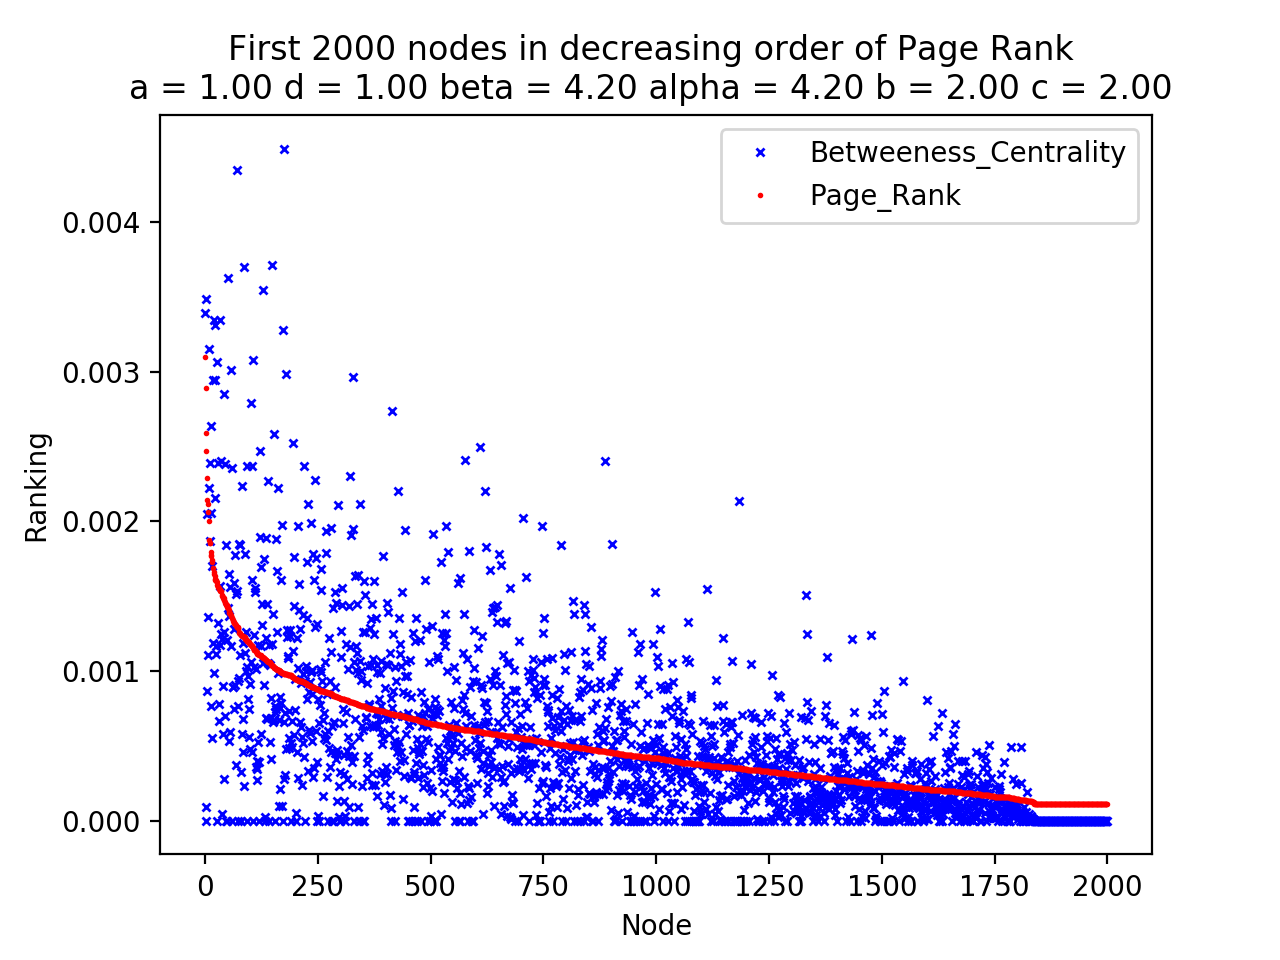 First 2000 nodes in decreasing order of Page Rank
a = 1.00 d = 1.00 beta = 4.20 alpha = 4.20 b = 2.00 c = 2.00
Betweeness_Centrality
Page_Rank
Ranking
0.004
0.003
0.002
0.001
0.000
0 250 500 750 1000 1250 1500 1750 2000
Node